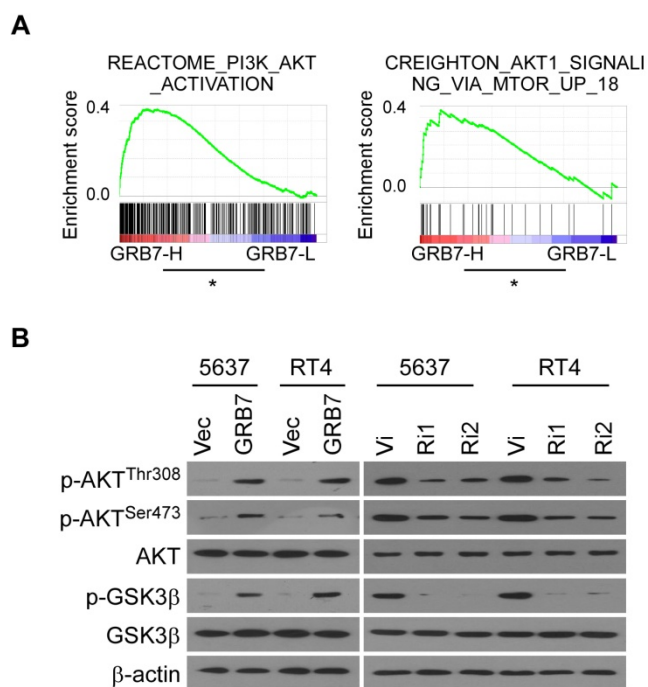 A
REACTOME_PI3K_AKT
_ACTIVATION
Enrichment score
0.4
0.0
GRB7-H GRB7-L
*
CREIGHTON_AKT1_SIGNALI
NG_VIA_MTOR_UP_18
Enrichment score
0.4
0.0
GRB7-H GRB7-L
*
B
5637 RT4 5637 RT4
Vec GRB7 Vec GRB7 Vi Ri1 Ri2 Vi Ri1 Ri2
p-AKTThr308
p-AKTSer473
AKT
p-GSK3β
GSK3β
β-actin